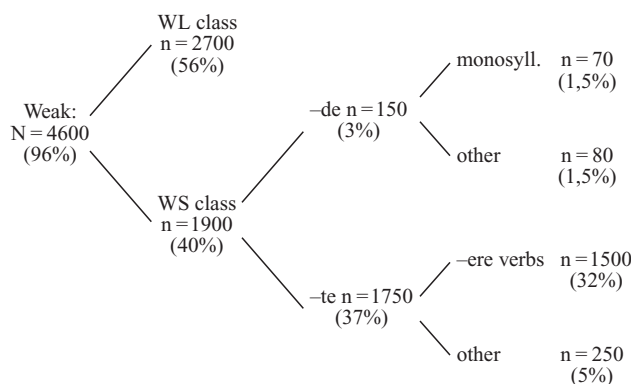 WL class
n = 2700
(56%)
Weak:
N = 4600
(96%)
WS class
n = 1900
(40%)
–de n = 150
(3%)
monosyll. n = 70
(1,5%)
other n = 80
(1,5%)
–te n = 1750
(37%)
–ere verbs n = 1500
(32%)
other n = 250
(5%)